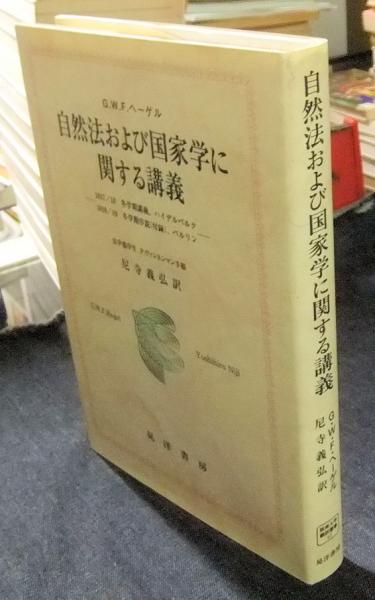 G.W.F.ヘーゲル
自然法および国家学に
関する講義
1817/18 冬学期講義、ハイデルベルク
1818/19 冬学期序説(付録)、ベルリン
法学部学生 P.ヴァンネンマン手稿
尼寺義弘訳
G.W.F.Hegel
Yoshihiro Niji
晃洋書房
自然法および国家学に関する講義
G・W・F・ヘーゲル
尼寺義弘訳
晃洋書房